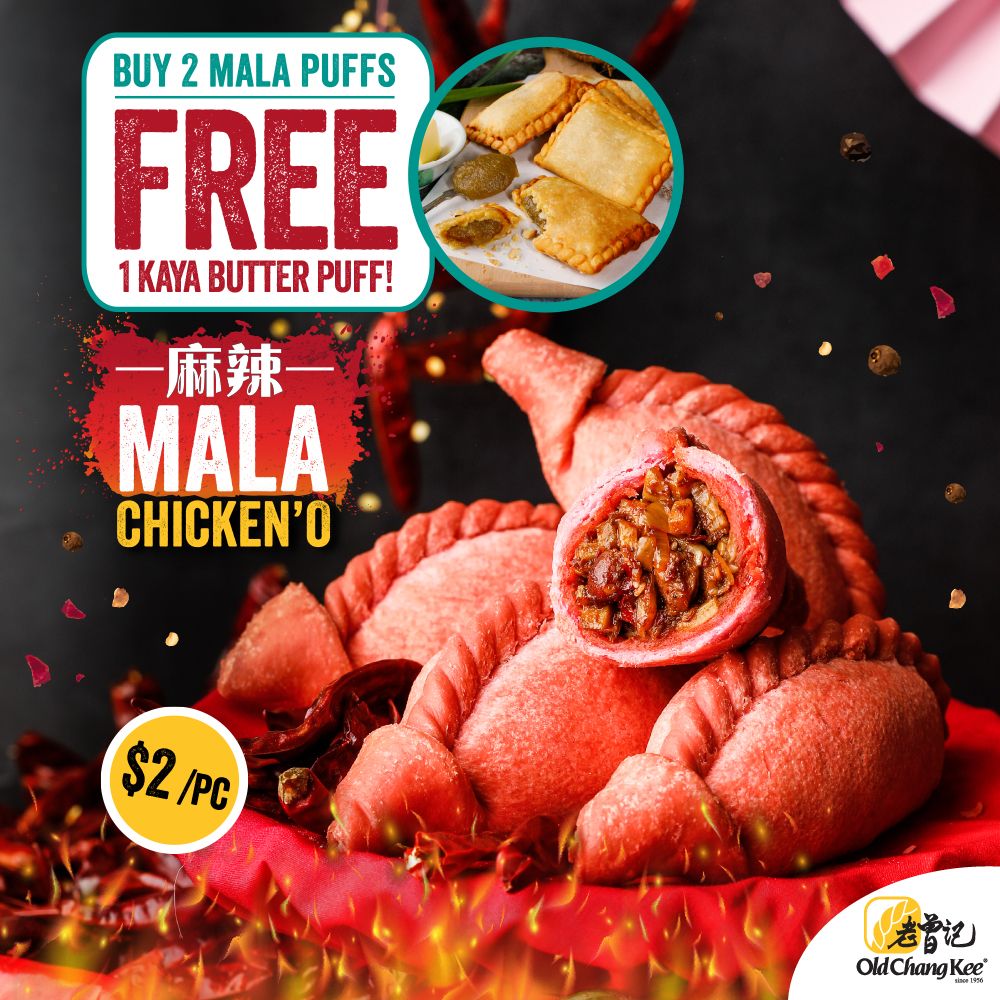 BUY 2 MALA PUFFS
FREE
1 KAYA BUTTER PUFF!
麻辣
MALA
CHICKEN'O
$2/PC
老曾记
Old Chang Kee®
since 1956